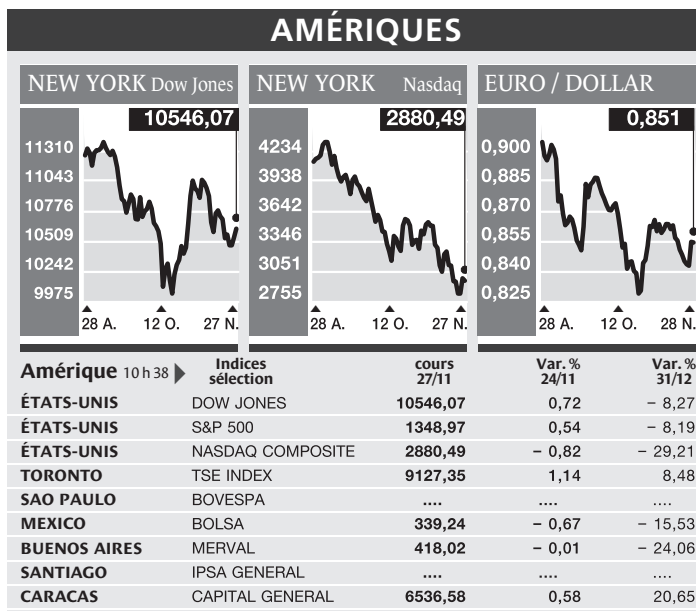 AMÉRIQUES
NEW YORK Dow Jones
10546,07
11310
11043
10776
10509
10242
9975
28 A. 12 O. 27 N.
NEW YORK Nasdaq
2880,49
4234
3938
3642
3346
3051
2755
28 A. 12 O. 27 N.
EURO / DOLLAR
0,851
0,900
0,885
0,870
0,855
0,840
0,825
28 A. 12 O. 28 N.
Amérique 10 h 38 Indices sélection cours 27/11 Var. % 24/11 Var. % 31/12
ÉTATS-UNIS DOW JONES 10546,07 0,72 – 8,27
ÉTATS-UNIS S&P 500 1348,97 0,54 – 8,19
ÉTATS-UNIS NASDAQ COMPOSITE 2880,49 – 0,82 – 29,21
TORONTO TSE INDEX 9127,35 1,14 8,48
SAO PAULO BOVESPA .... .... ....
MEXICO BOLSA 339,24 – 0,67 – 15,53
BUENOS AIRES MERVAL 418,02 – 0,01 – 24,06
SANTIAGO IPSA GENERAL .... .... ....
CARACAS CAPITAL GENERAL 6536,58 0,58 20,65